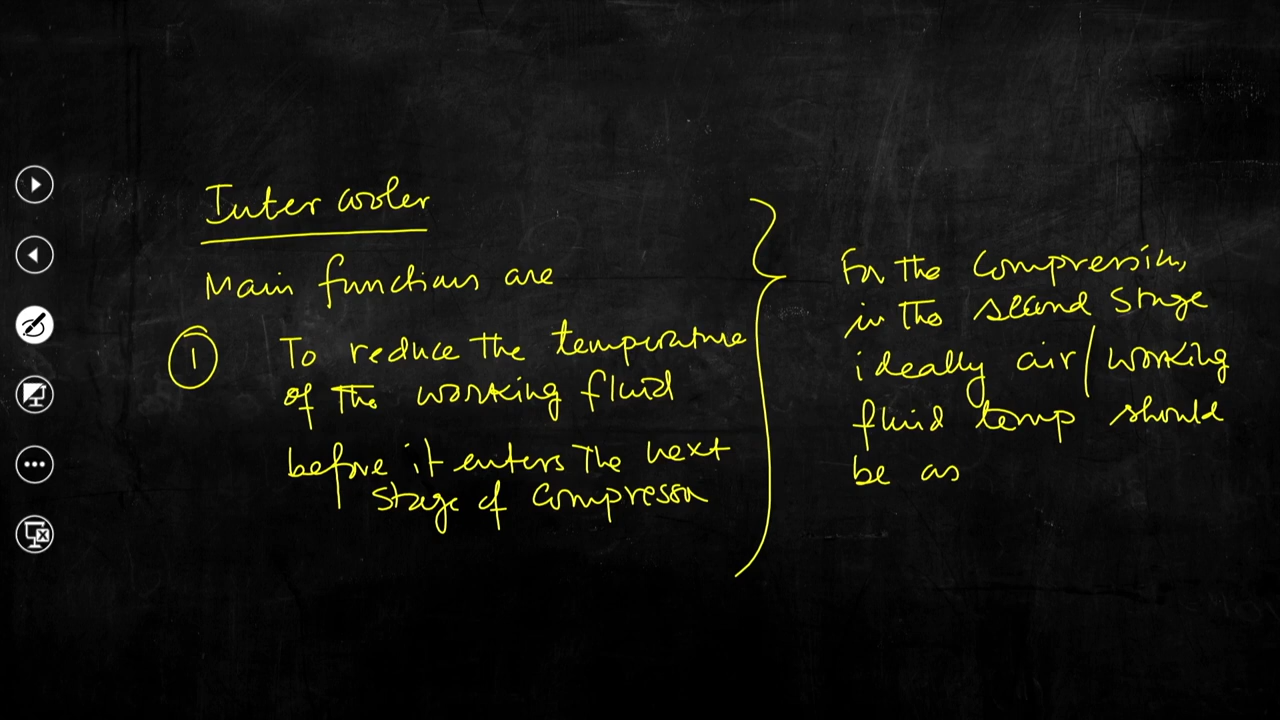 Inter cooler
Main functions are
1 To reduce the temperature
of the working fluid
before it enters the next
stage of compressor
For the compression,
in the second stage
ideally air/working
fluid temp should
be as